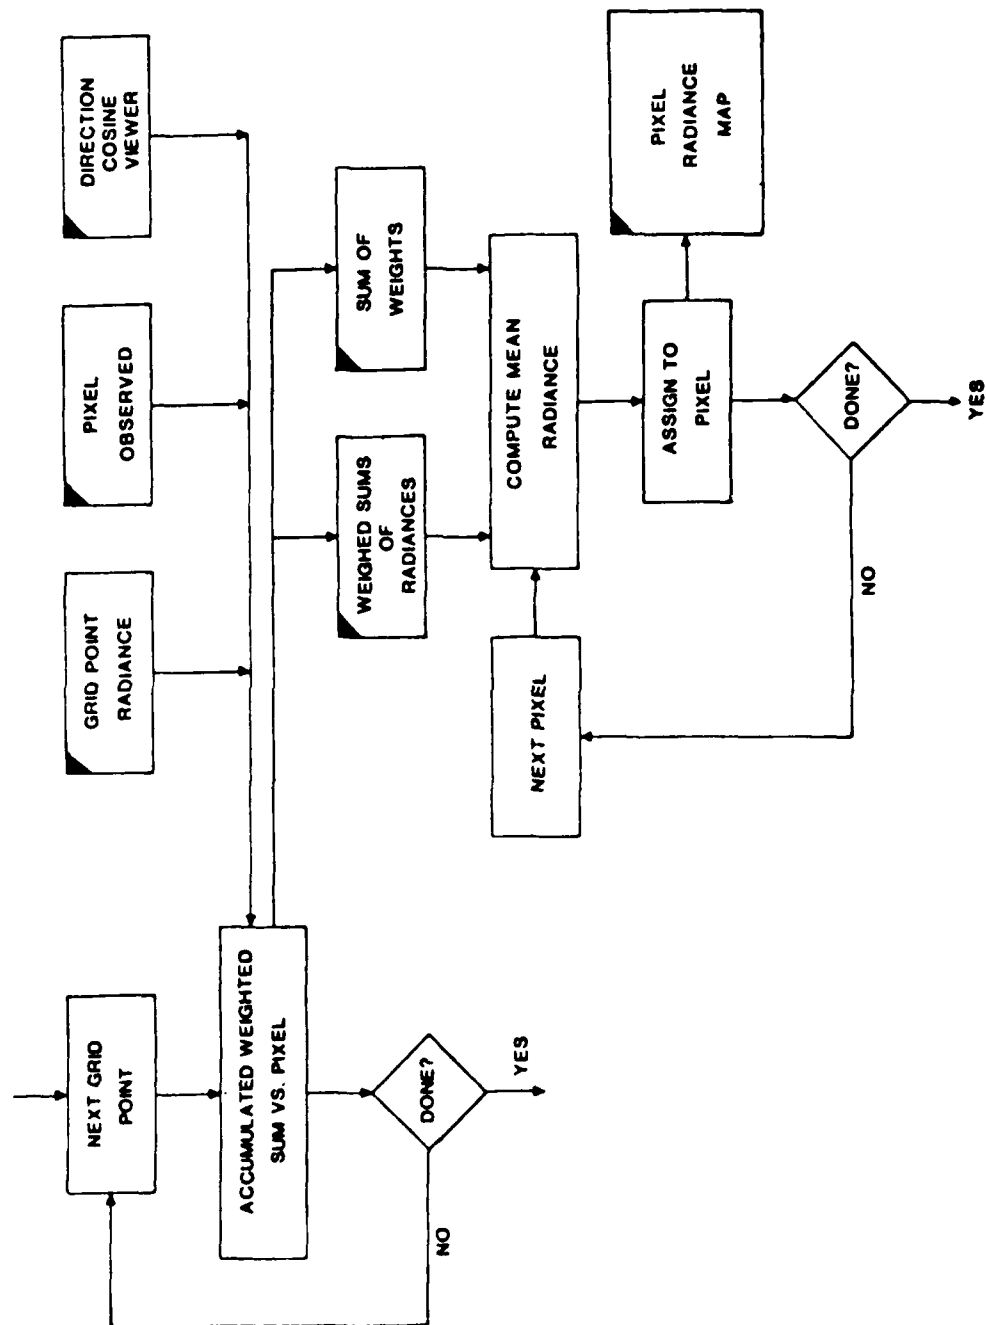 NEXT GRID
POINT
GRID POINT
RADIANCE
PIXEL
OBSERVED
DIRECTION
COSINE
VIEWER
ACCUMULATED WEIGHTED
SUM VS. PIXEL
DONE?
NO
YES
WEIGHED SUMS
OF
RADIANCES
SUM OF
WEIGHTS
NEXT PIXEL
COMPUTE MEAN
RADIANCE
ASSIGN TO
PIXEL
PIXEL
RADIANCE
MAP
DONE?
NO
YES